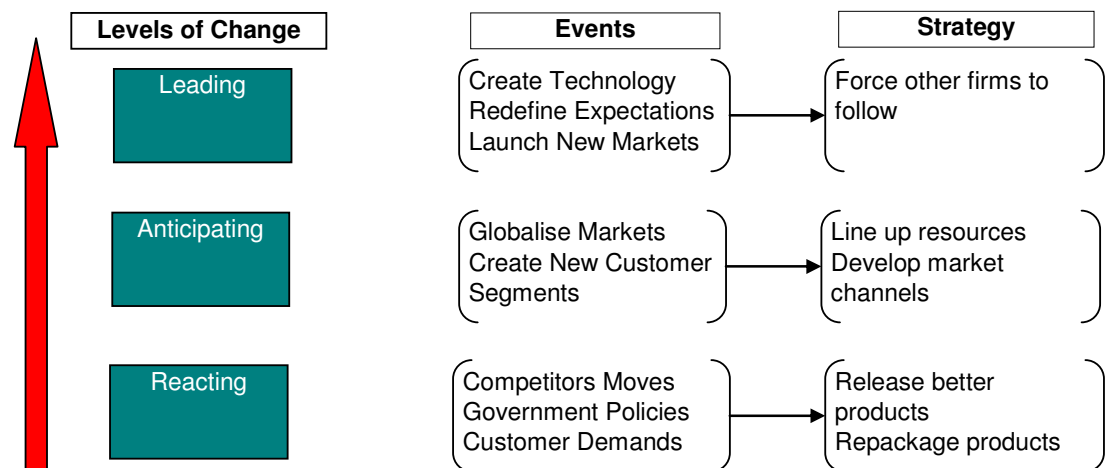 Levels of Change
Events
Strategy
Leading
Create Technology
Redefine Expectations
Launch New Markets
Force other firms to
follow
Anticipating
Globalise Markets
Create New Customer
Segments
Line up resources
Develop market
channels
Reacting
Competitors Moves
Government Policies
Customer Demands
Release better
products
Repackage products